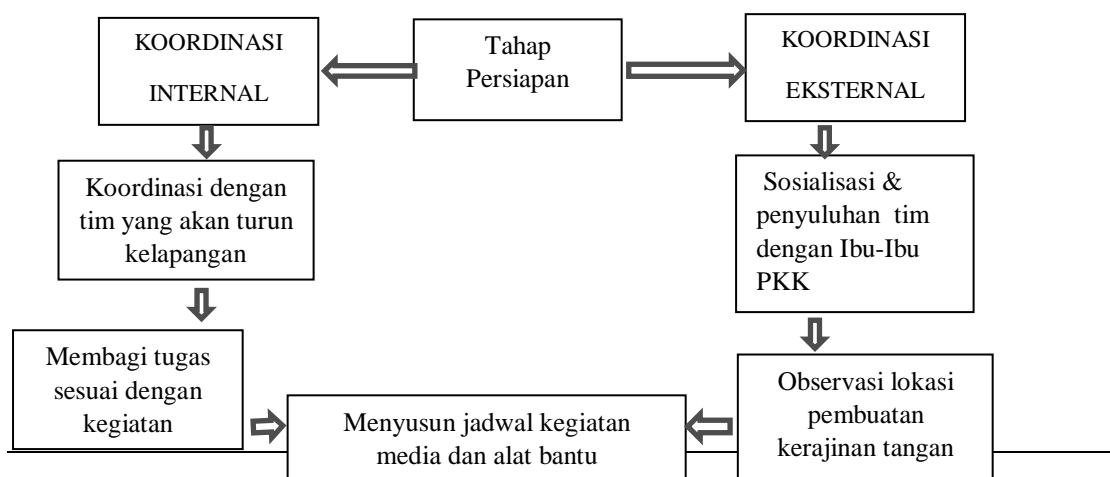 KOORDINASI
INTERNAL
Tahap
Persiapan
KOORDINASI
EKSTERNAL
Koordinasi dengan
tim yang akan turun
kelapangan
Sosialisasi &
penyuluhan tim
dengan Ibu-Ibu
PKK
Membagi tugas
sesuai dengan
kegiatan
Menyusun jadwal kegiatan
media dan alat bantu
Observasi lokasi
pembuatan
kerajinan tangan